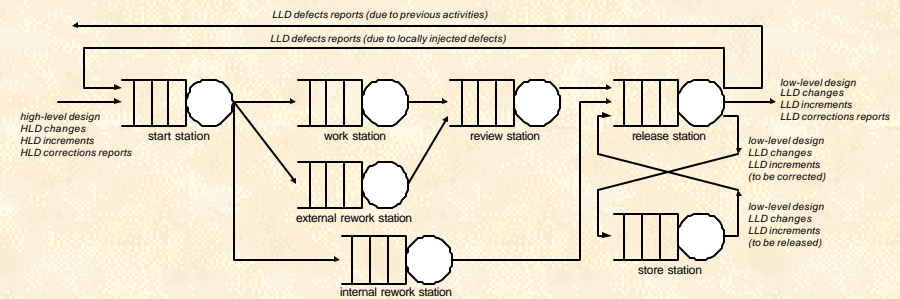 LLD defects reports (due to previous activities)
LLD defects reports (due to locally injected defects)
high-level design
HLD changes
HLD increments
HLD corrections reports
start station
work station
review station
release station
low-level design
LLD changes
LLD increments
LLD corrections reports
low-level design
LLD changes
LLD increments
(to be corrected)
external rework station
low-level design
LLD changes
LLD increments
(to be released)
store station
internal rework station